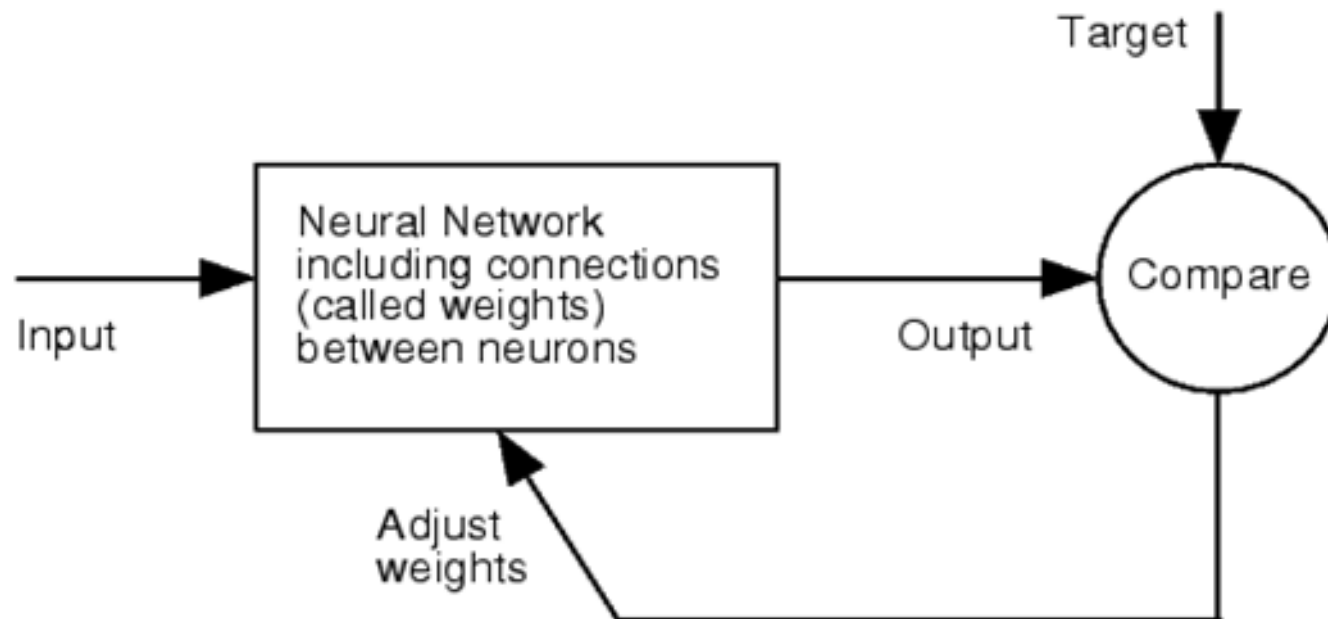 Target
Neural Network
including connections
(called weights)
between neurons
Compare
Input
Output
Adjust
weights